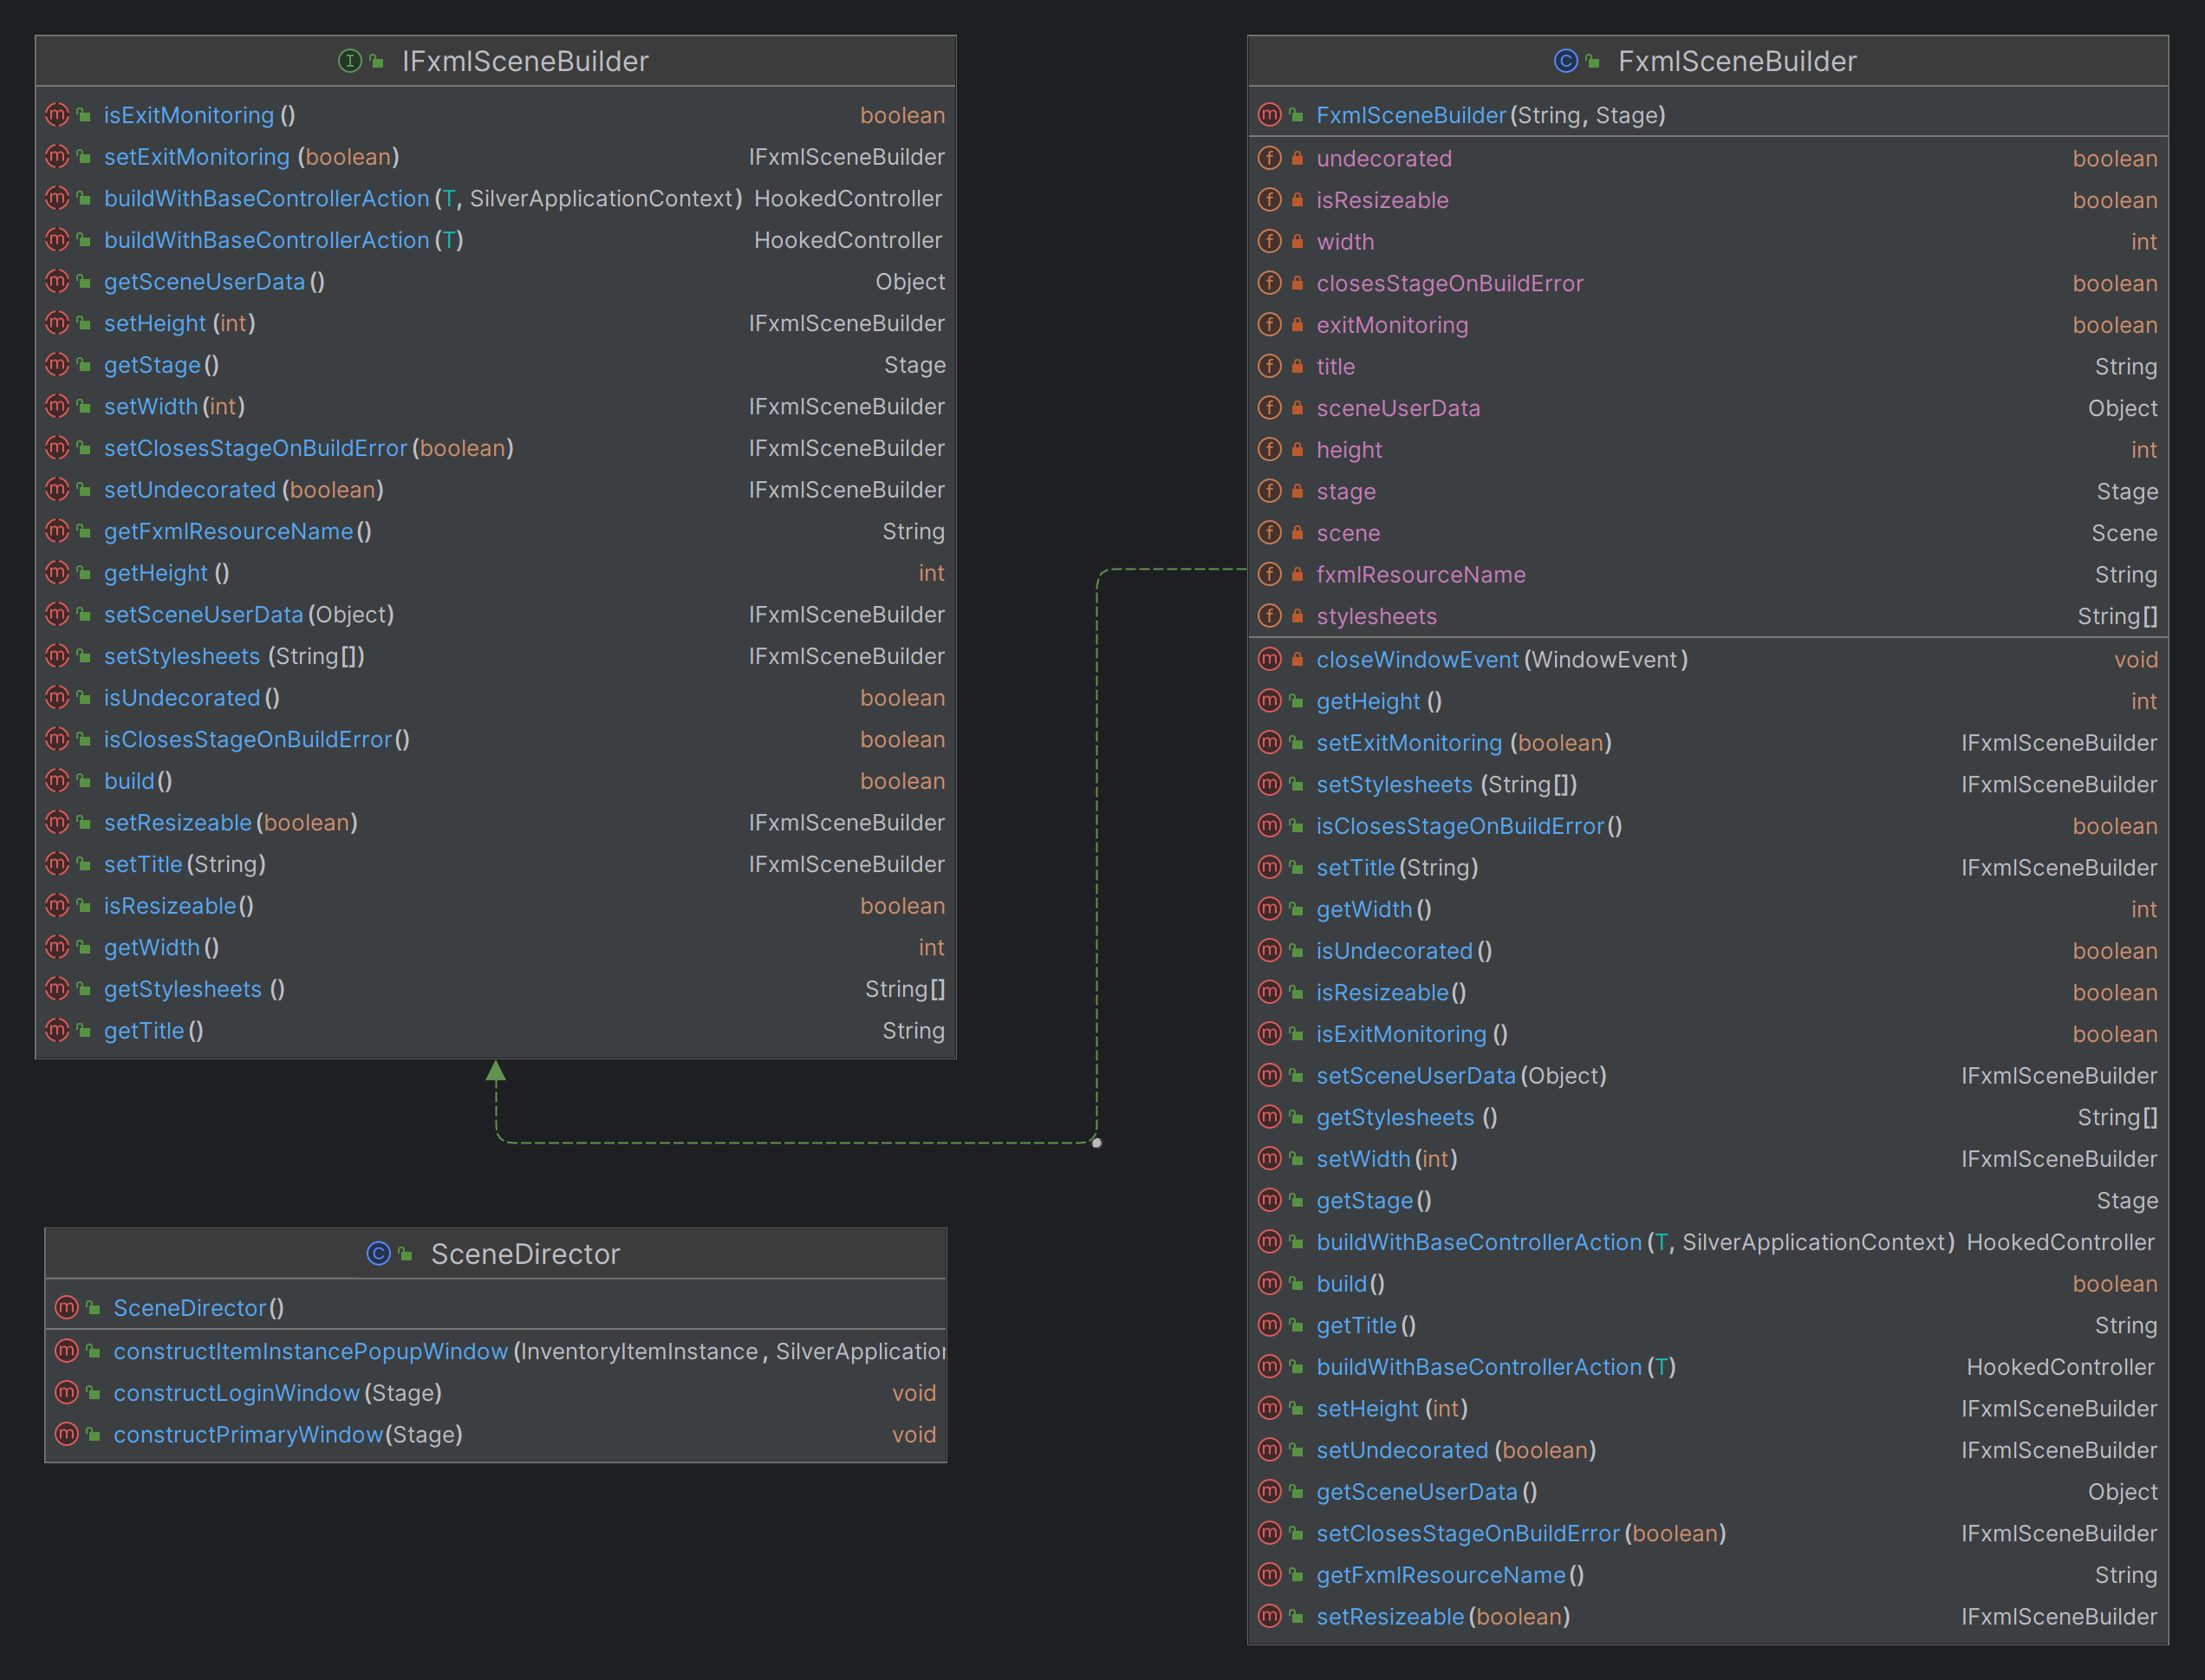 IFxmlSceneBuilder
isExitMonitoring () boolean
setExitMonitoring (boolean) IFxmlSceneBuilder
buildWithBaseControllerAction (T, SilverApplicationContext) HookedController
buildWithBaseControllerAction (T) HookedController
getSceneUserData () Object
setHeight (int) IFxmlSceneBuilder
getStage () Stage
setWidth (int) IFxmlSceneBuilder
setClosesStageOnBuildError (boolean) IFxmlSceneBuilder
setUndecorated (boolean) IFxmlSceneBuilder
getFxmlResourceName () String
getHeight () int
setSceneUserData (Object) IFxmlSceneBuilder
setStylesheets (String[]) IFxmlSceneBuilder
isUndecorated () boolean
isClosesStageOnBuildError () boolean
build () boolean
setResizeable (boolean) IFxmlSceneBuilder
setTitle (String) IFxmlSceneBuilder
isResizeable () boolean
getWidth () int
getStylesheets () String[]
getTitle () String
SceneDirector
SceneDirector ()
constructItemInstancePopupWindow (InventoryItemInstance, SilverApplication
constructLoginWindow (Stage) void
constructPrimaryWindow (Stage) void
FxmlSceneBuilder
FxmlSceneBuilder (String, Stage)
undecorated boolean
isResizeable boolean
width int
closesStageOnBuildError boolean
exitMonitoring boolean
title String
sceneUserData Object
height int
stage Stage
scene Scene
fxmlResourceName String
stylesheets String[]
closeWindowEvent (WindowEvent) void
getHeight () int
setExitMonitoring (boolean) IFxmlSceneBuilder
setStylesheets (String[]) IFxmlSceneBuilder
isClosesStageOnBuildError () boolean
setTitle (String) IFxmlSceneBuilder
getWidth () int
isUndecorated () boolean
isResizeable () boolean
isExitMonitoring () boolean
setSceneUserData (Object) IFxmlSceneBuilder
getStylesheets () String[]
setWidth (int) IFxmlSceneBuilder
getStage () Stage
buildWithBaseControllerAction (T, SilverApplicationContext) HookedController
build () boolean
getTitle () String
buildWithBaseControllerAction (T) HookedController
setHeight (int) IFxmlSceneBuilder
setUndecorated (boolean) IFxmlSceneBuilder
getSceneUserData () Object
setClosesStageOnBuildError (boolean) IFxmlSceneBuilder
getFxmlResourceName () String
setResizeable (boolean) IFxmlSceneBuilder